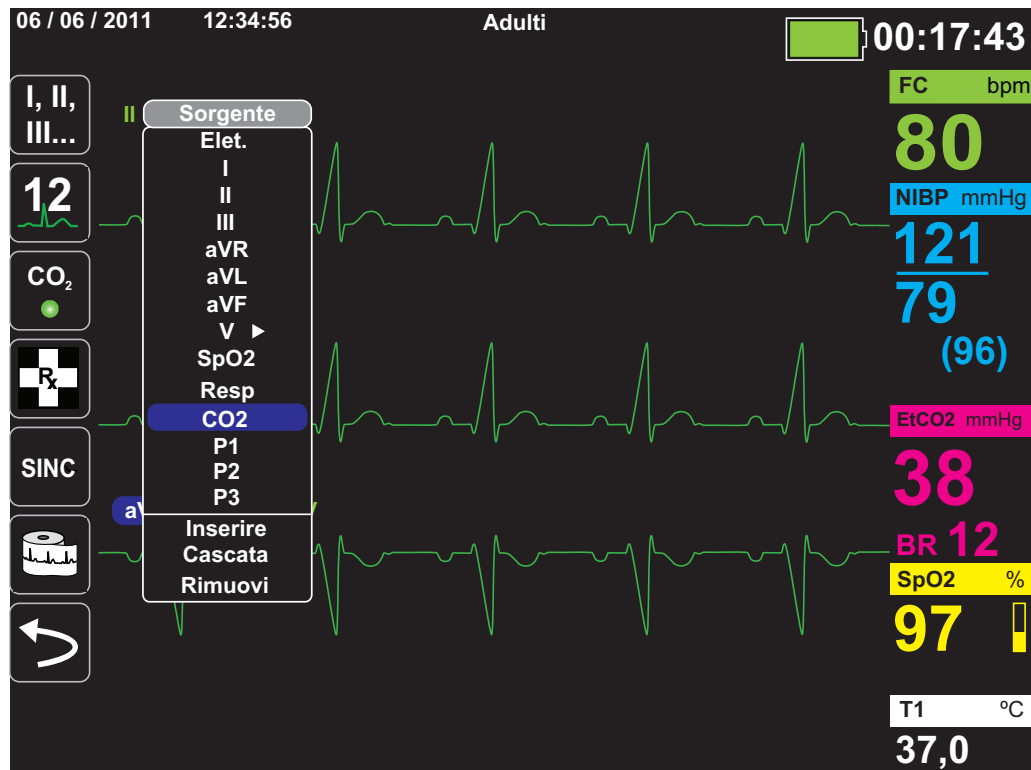 06 / 06 / 2011 12:34:56 Adulti 00:17:43
I, II,
III...
12
CO₂
Rx
SINC
II
Sorgente
Elet.
I
II
III
aVR
aVL
aVF
V
SpO2
Resp
CO2
P1
P2
P3
Inserire
Cascata
Rimuovi
FC bpm
80
NIBP mmHg
121
79
(96)
EtCO2 mmHg
38
BR 12
SpO2 %
97
T1 ºC
37,0